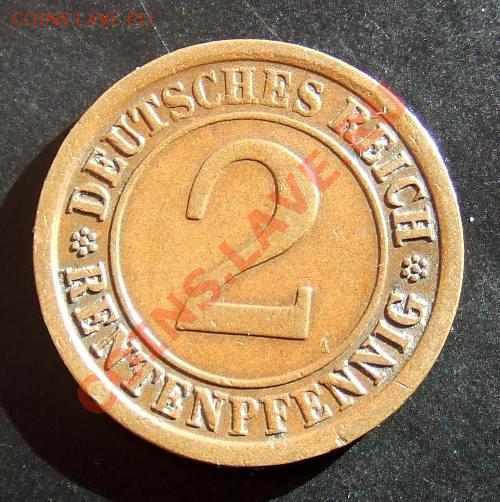 COINS.LAVE.RU
DEUTSCHES REICH
2
RENTENPFENNIG
COINS.LAVE.RU